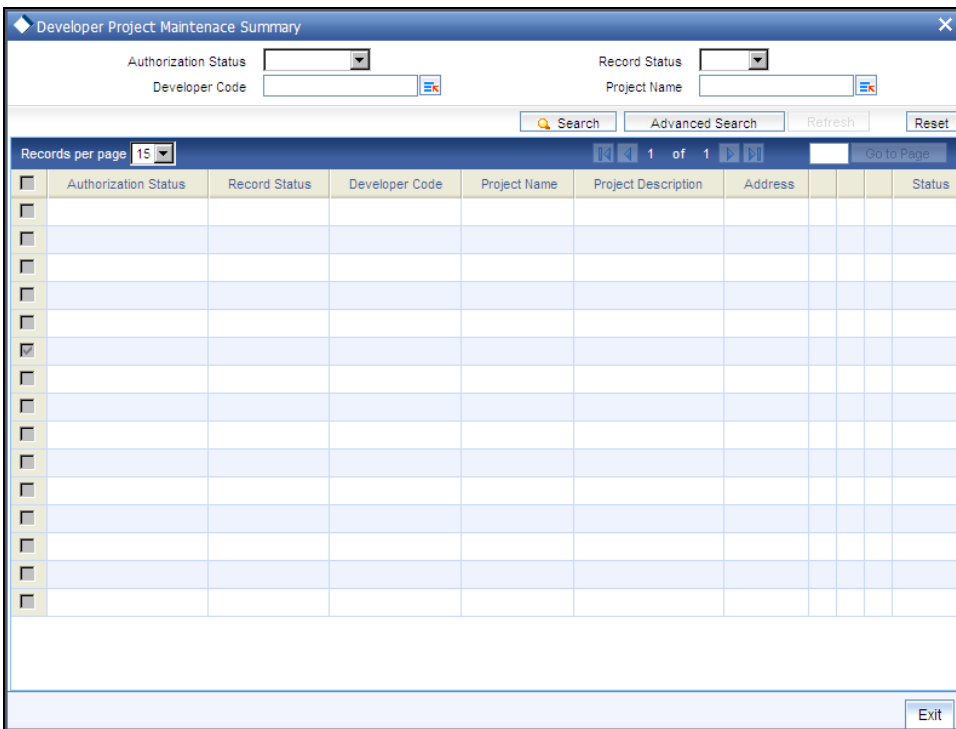 Developer Project Maintenace Summary
Authorization Status
Record Status
Developer Code
Project Name
Search
Advanced Search
Refresh
Reset
Records per page 15
1 of 1
Go to Page
Authorization Status Record Status Developer Code Project Name Project Description Address Status
Exit